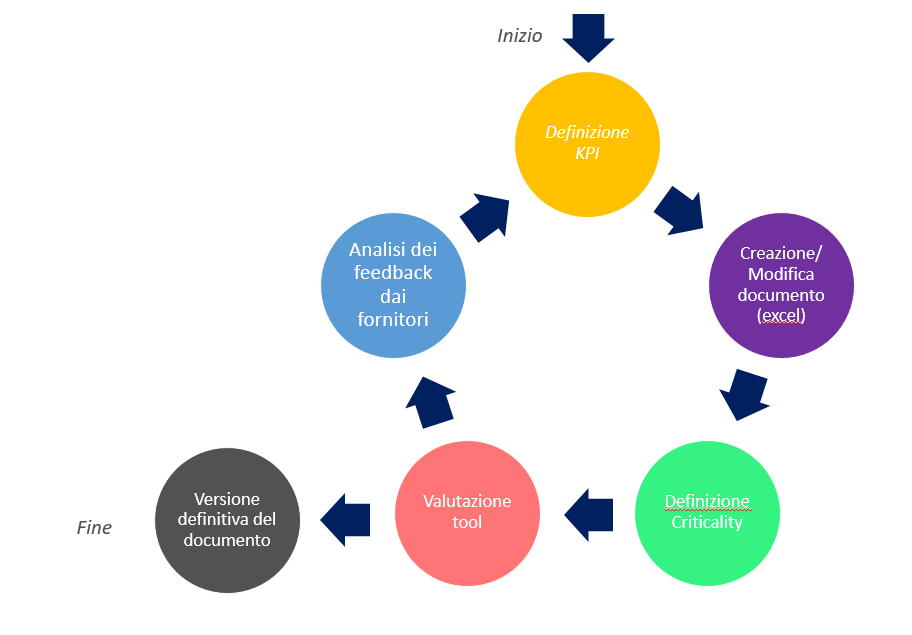 Inizio
Definizione
KPI
Creazione/
Modifica
documento
(excel)
Definizione
Criticality
Valutazione
tool
Analisi dei
feedback
dai
fornitori
Versione
definitiva del
documento
Fine